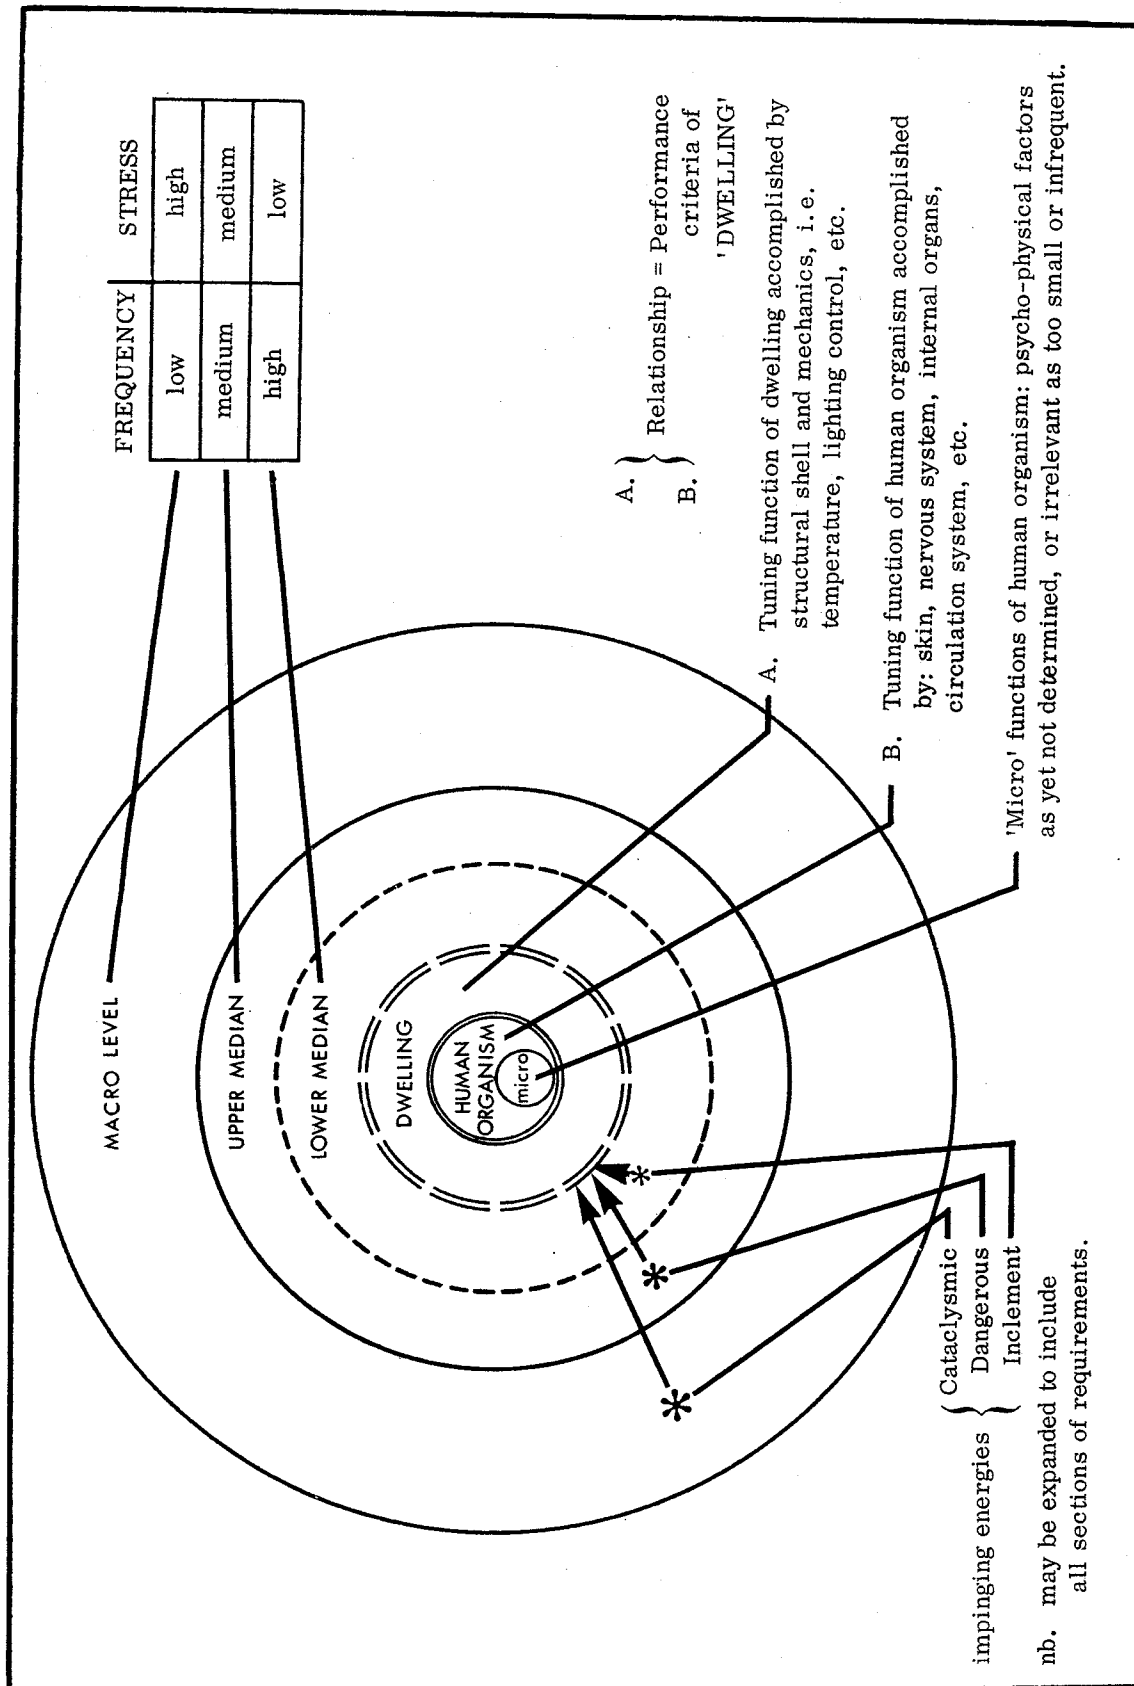 FREQUENCY STRESS
low high
medium medium
high low
MACRO LEVEL
UPPER MEDIAN
LOWER MEDIAN
DWELLING
HUMAN
ORGANISM
micro
A. } Relationship = Performance
B. criteria of
'DWELLING'
A. Tuning function of dwelling accomplished by
structural shell and mechanics, i.e.
temperature, lighting control, etc.
B. Tuning function of human organism accomplished
by: skin, nervous system, internal organs,
circulation system, etc.
'Micro' functions of human organism: psycho-physical factors
as yet not determined, or irrelevant as too small or infrequent.
impinging energies {
Cataclysmic
Dangerous
Inclement
nb. may be expanded to include
all sections of requirements.